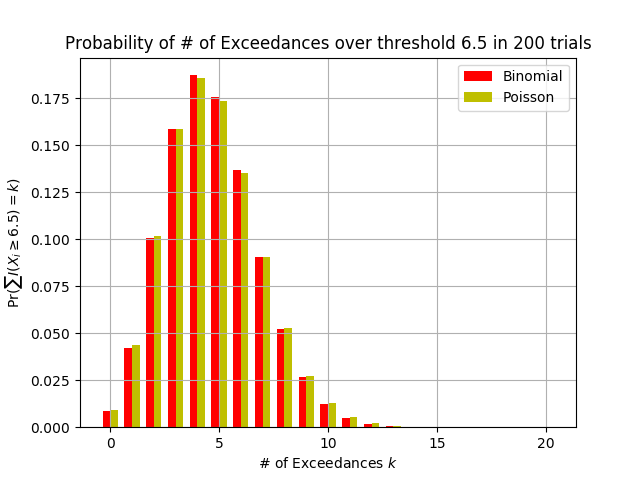 Probability of # of Exceedances over threshold 6.5 in 200 trials
Binomial
Poisson
0.175
0.150
0.125
0.100
0.075
0.050
0.025
0.000
Pr(∑I(Xᵢ ≥ 6.5) = k)
0 5 10 15 20
# of Exceedances k